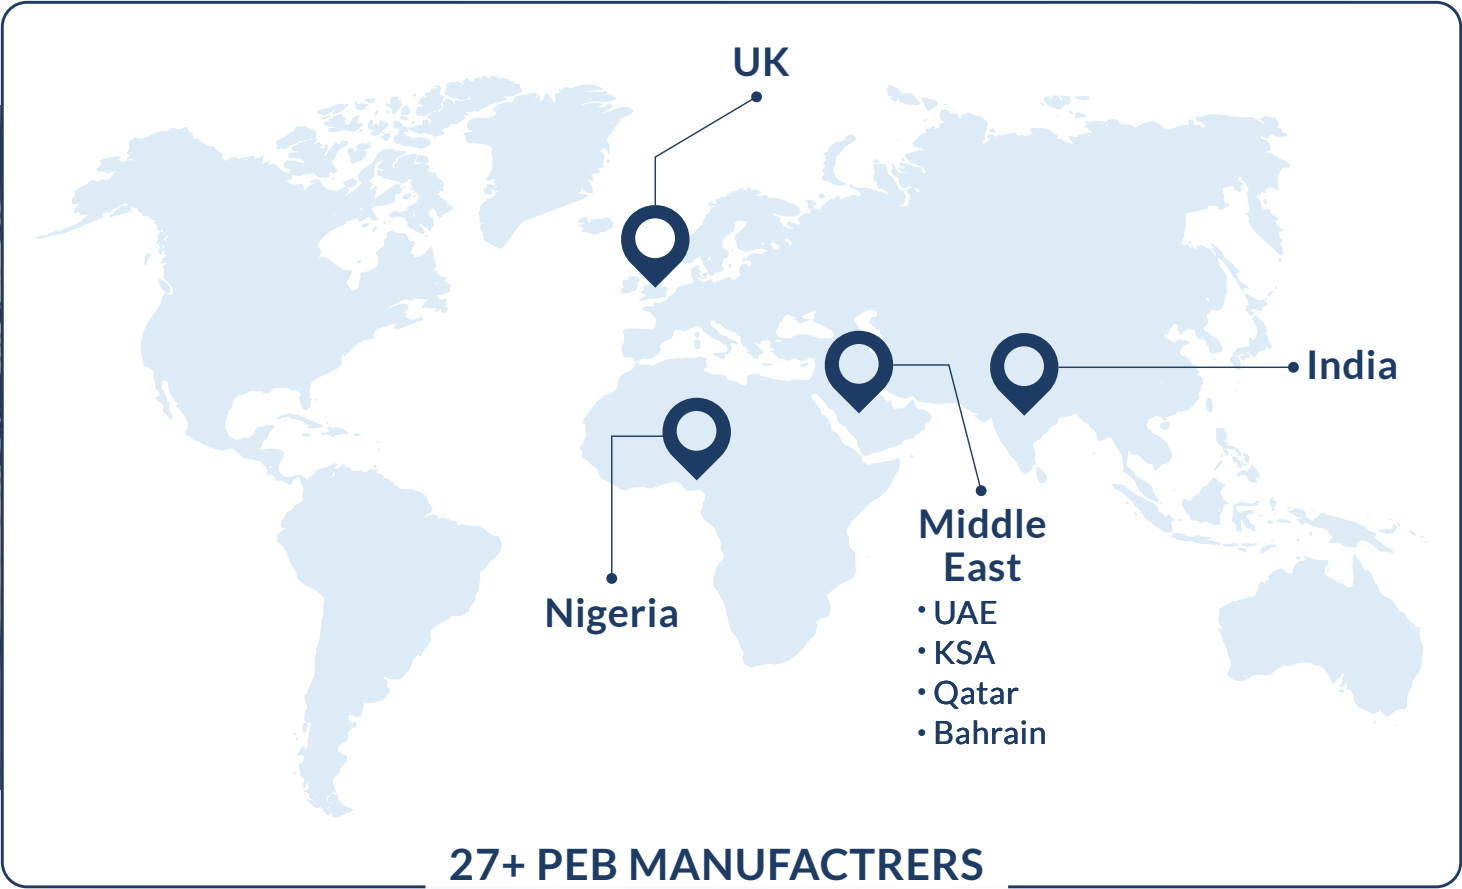 UK
India
Middle
East
• UAE
• KSA
• Qatar
• Bahrain
Nigeria
27+ PEB MANUFACTRERS